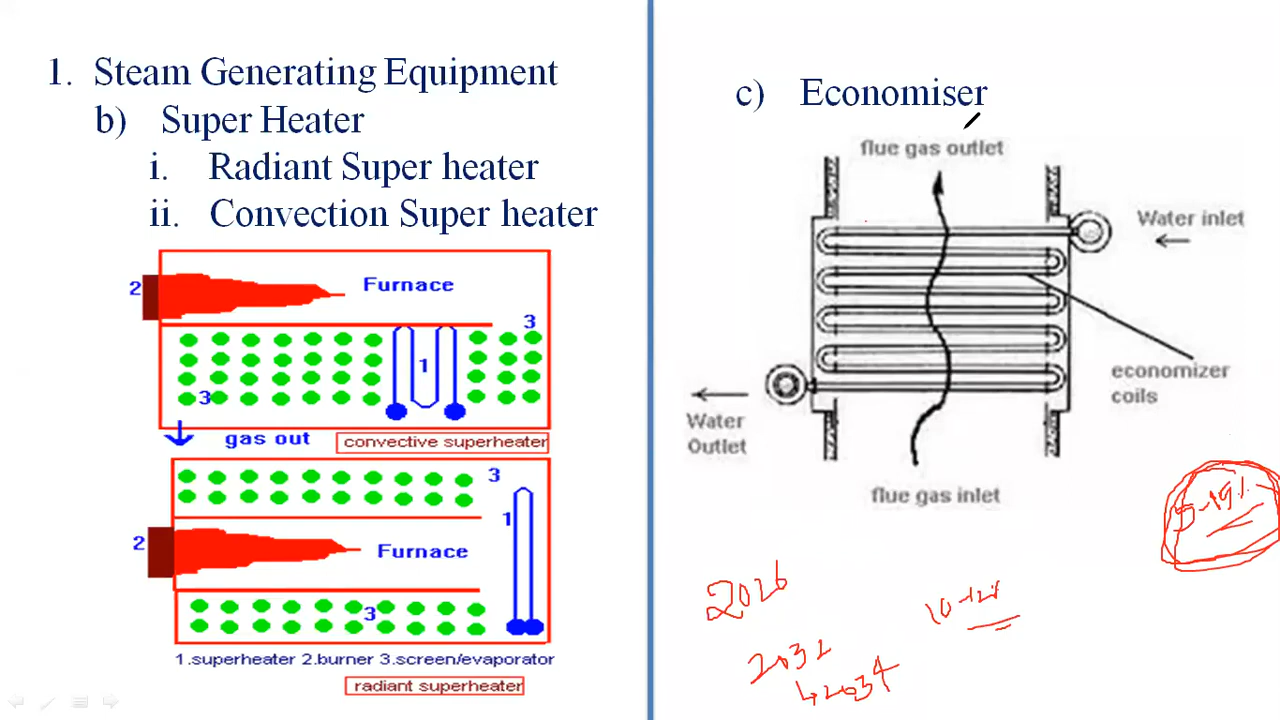 1. Steam Generating Equipment
b) Super Heater
i. Radiant Super heater
ii. Convection Super heater
2
Furnace
3
1
3
gas out
convective superheater
3
1
2
Furnace
3
1.superheater 2.burner 3.screen/evaporator
radiant superheater
c) Economiser
flue gas outlet
Water inlet
economizer
coils
Water
Outlet
flue gas inlet
2026
2032
2034